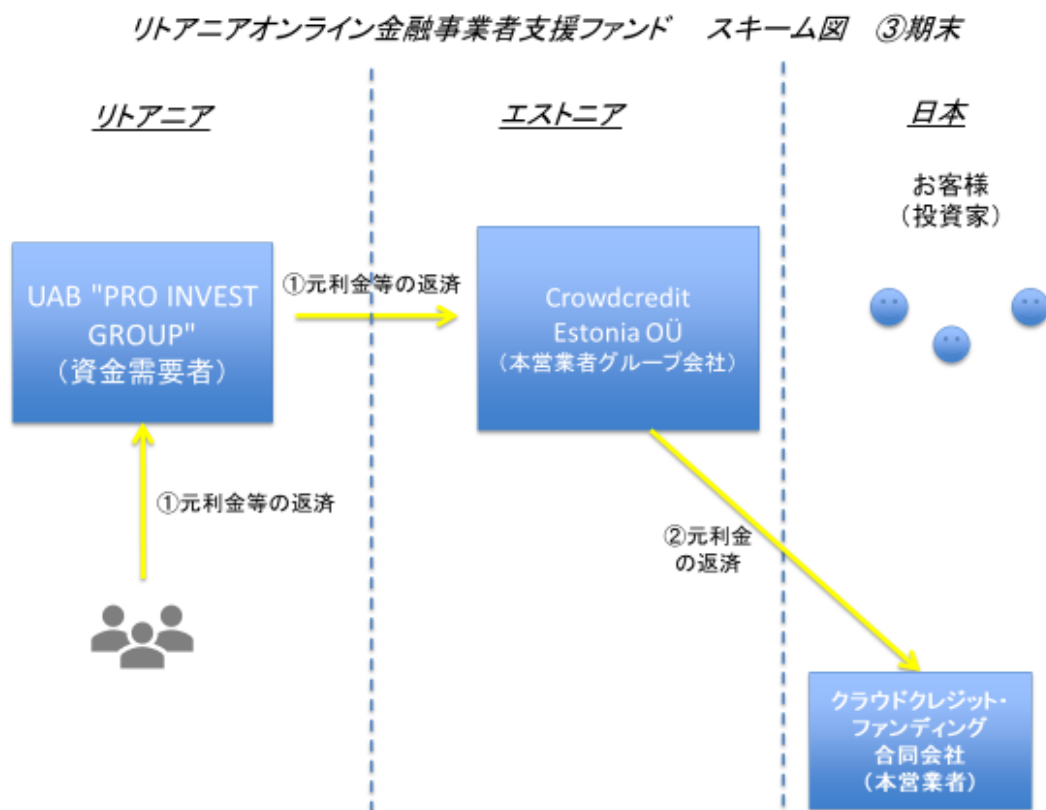 リトアニアオンライン金融事業者支援ファンド　スキーム図　③期末
リトアニア
エストニア
日本
お客様
（投資家）
UAB "PRO INVEST
GROUP"
（資金需要者）
①元利金等の返済
Crowdcredit
Estonia OÜ
（本営業者グループ会社）
①元利金等の返済
②元利金
の返済
クラウドクレジット・
ファンディング
合同会社
（本営業者）